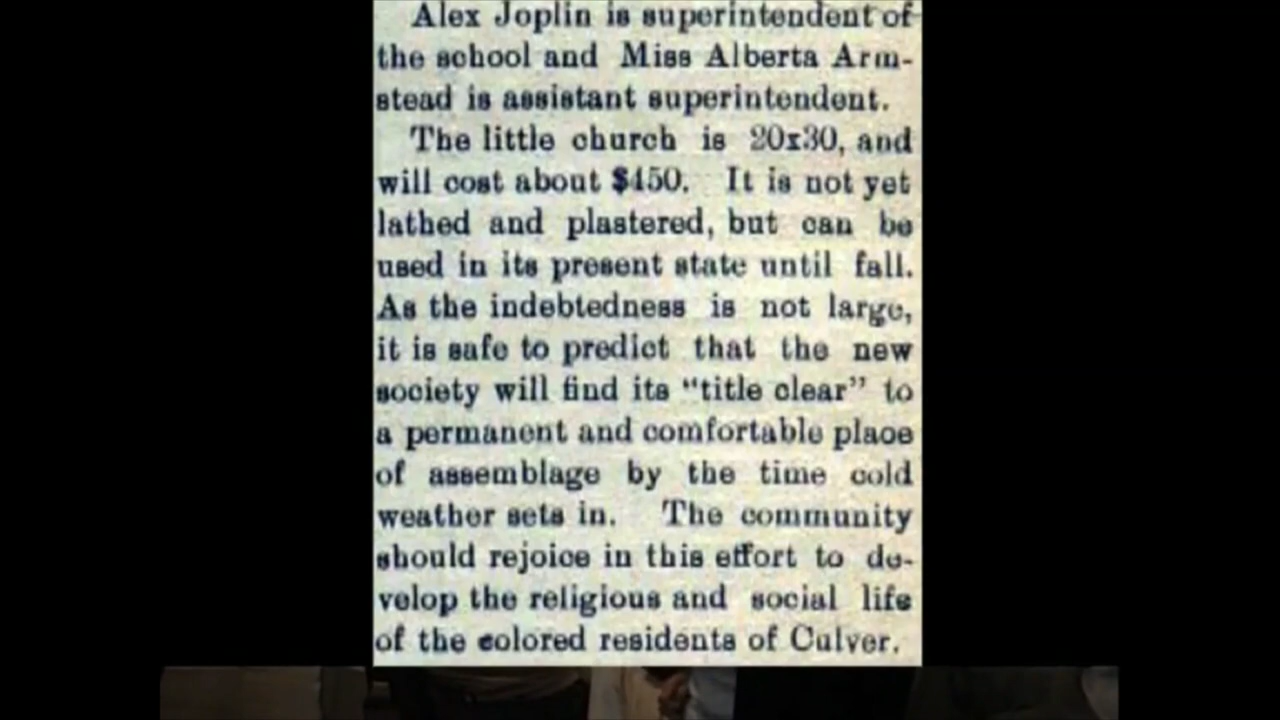 Alex Joplin is superintendent of
the school and Miss Alberta Arm-
stead is assistant superintendent.
The little church is 20x30, and
will cost about $450. It is not yet
lathed and plastered, but can be
used in its present state until fall.
As the indebtedness is not large,
it is safe to predict that the new
society will find its "title clear" to
a permanent and comfortable place
of assemblage by the time cold
weather sets in. The community
should rejoice in this effort to de-
velop the religious and social life
of the colored residents of Culver.